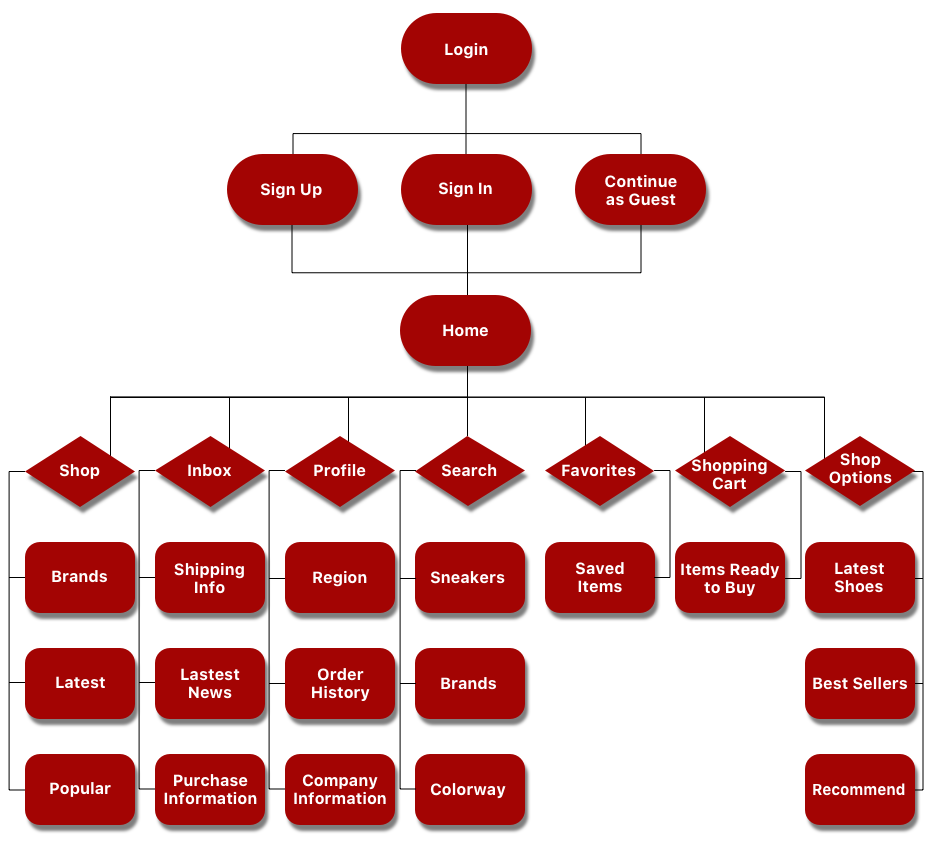 Login
Sign Up
Sign In
Continue
as Guest
Home
Shop
Inbox
Profile
Search
Favorites
Shopping
Cart
Shop
Options
Brands
Shipping
Info
Region
Sneakers
Saved
Items
Items Ready
to Buy
Latest
Shoes
Latest
Lastest
News
Order
History
Brands
Best Sellers
Popular
Purchase
Information
Company
Information
Colorway
Recommend